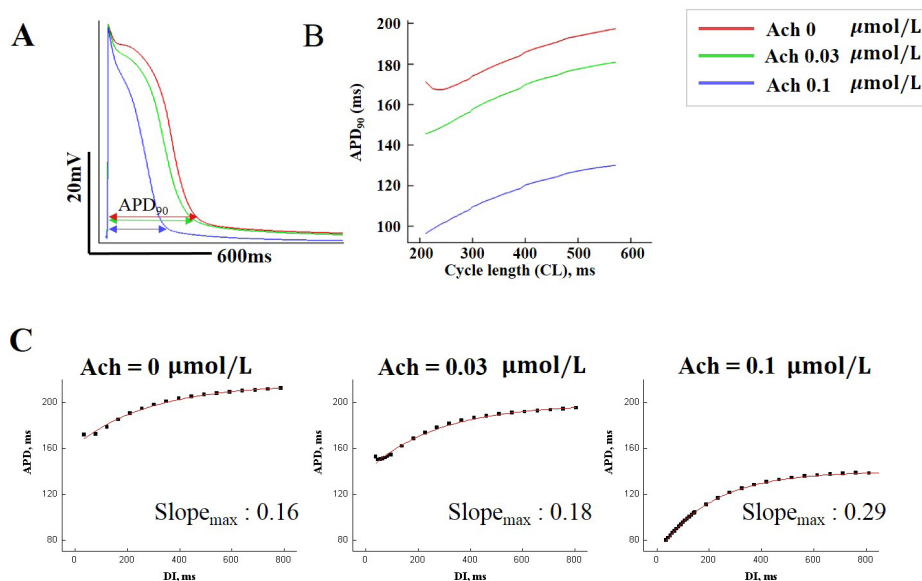 A
20mV
APD90
600ms
B
APD90 (ms)
200
180
160
140
120
100
200 300 400 500 600
Cycle length (CL), ms
Ach 0 μmol/L
Ach 0.03 μmol/L
Ach 0.1 μmol/L
C
Ach = 0 μmol/L
APD, ms
200
160
120
80
Slopemax : 0.16
0 200 400 600 800
DI, ms
Ach = 0.03 μmol/L
APD, ms
200
160
120
80
Slopemax : 0.18
0 200 400 600 800
DI, ms
Ach = 0.1 μmol/L
APD, ms
200
160
120
80
Slopemax : 0.29
0 200 400 600 800
DI, ms